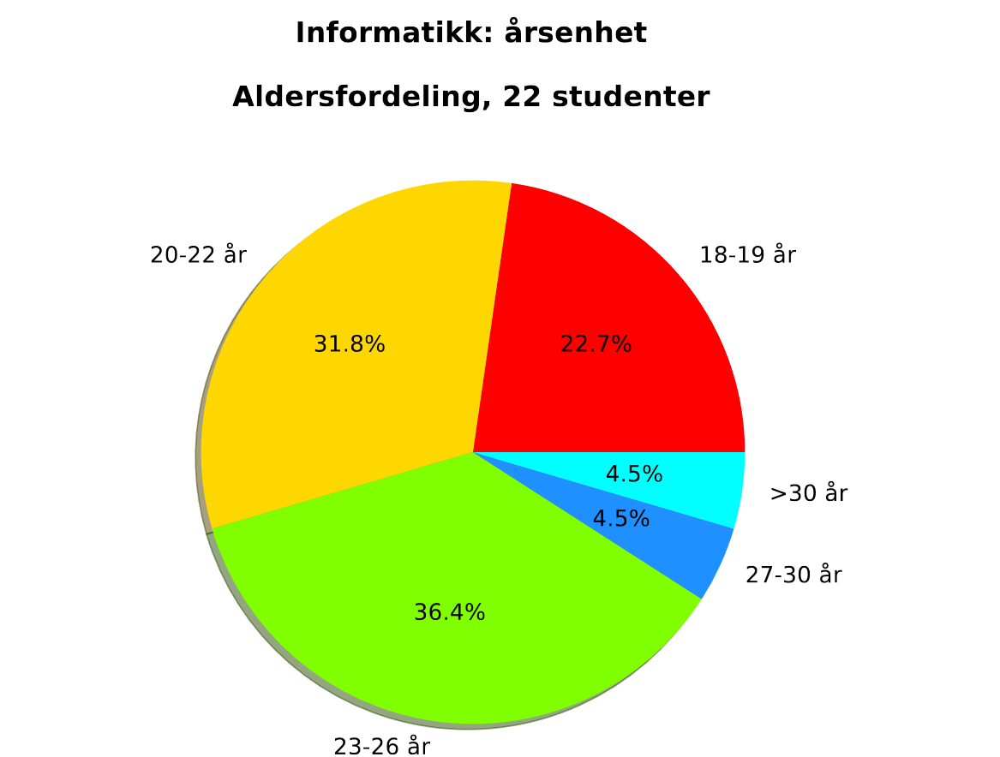 Informatikk: årsenhet
Aldersfordeling, 22 studenter
20-22 år
18-19 år
31.8%
22.7%
4.5%
>30 år
4.5%
27-30 år
36.4%
23-26 år